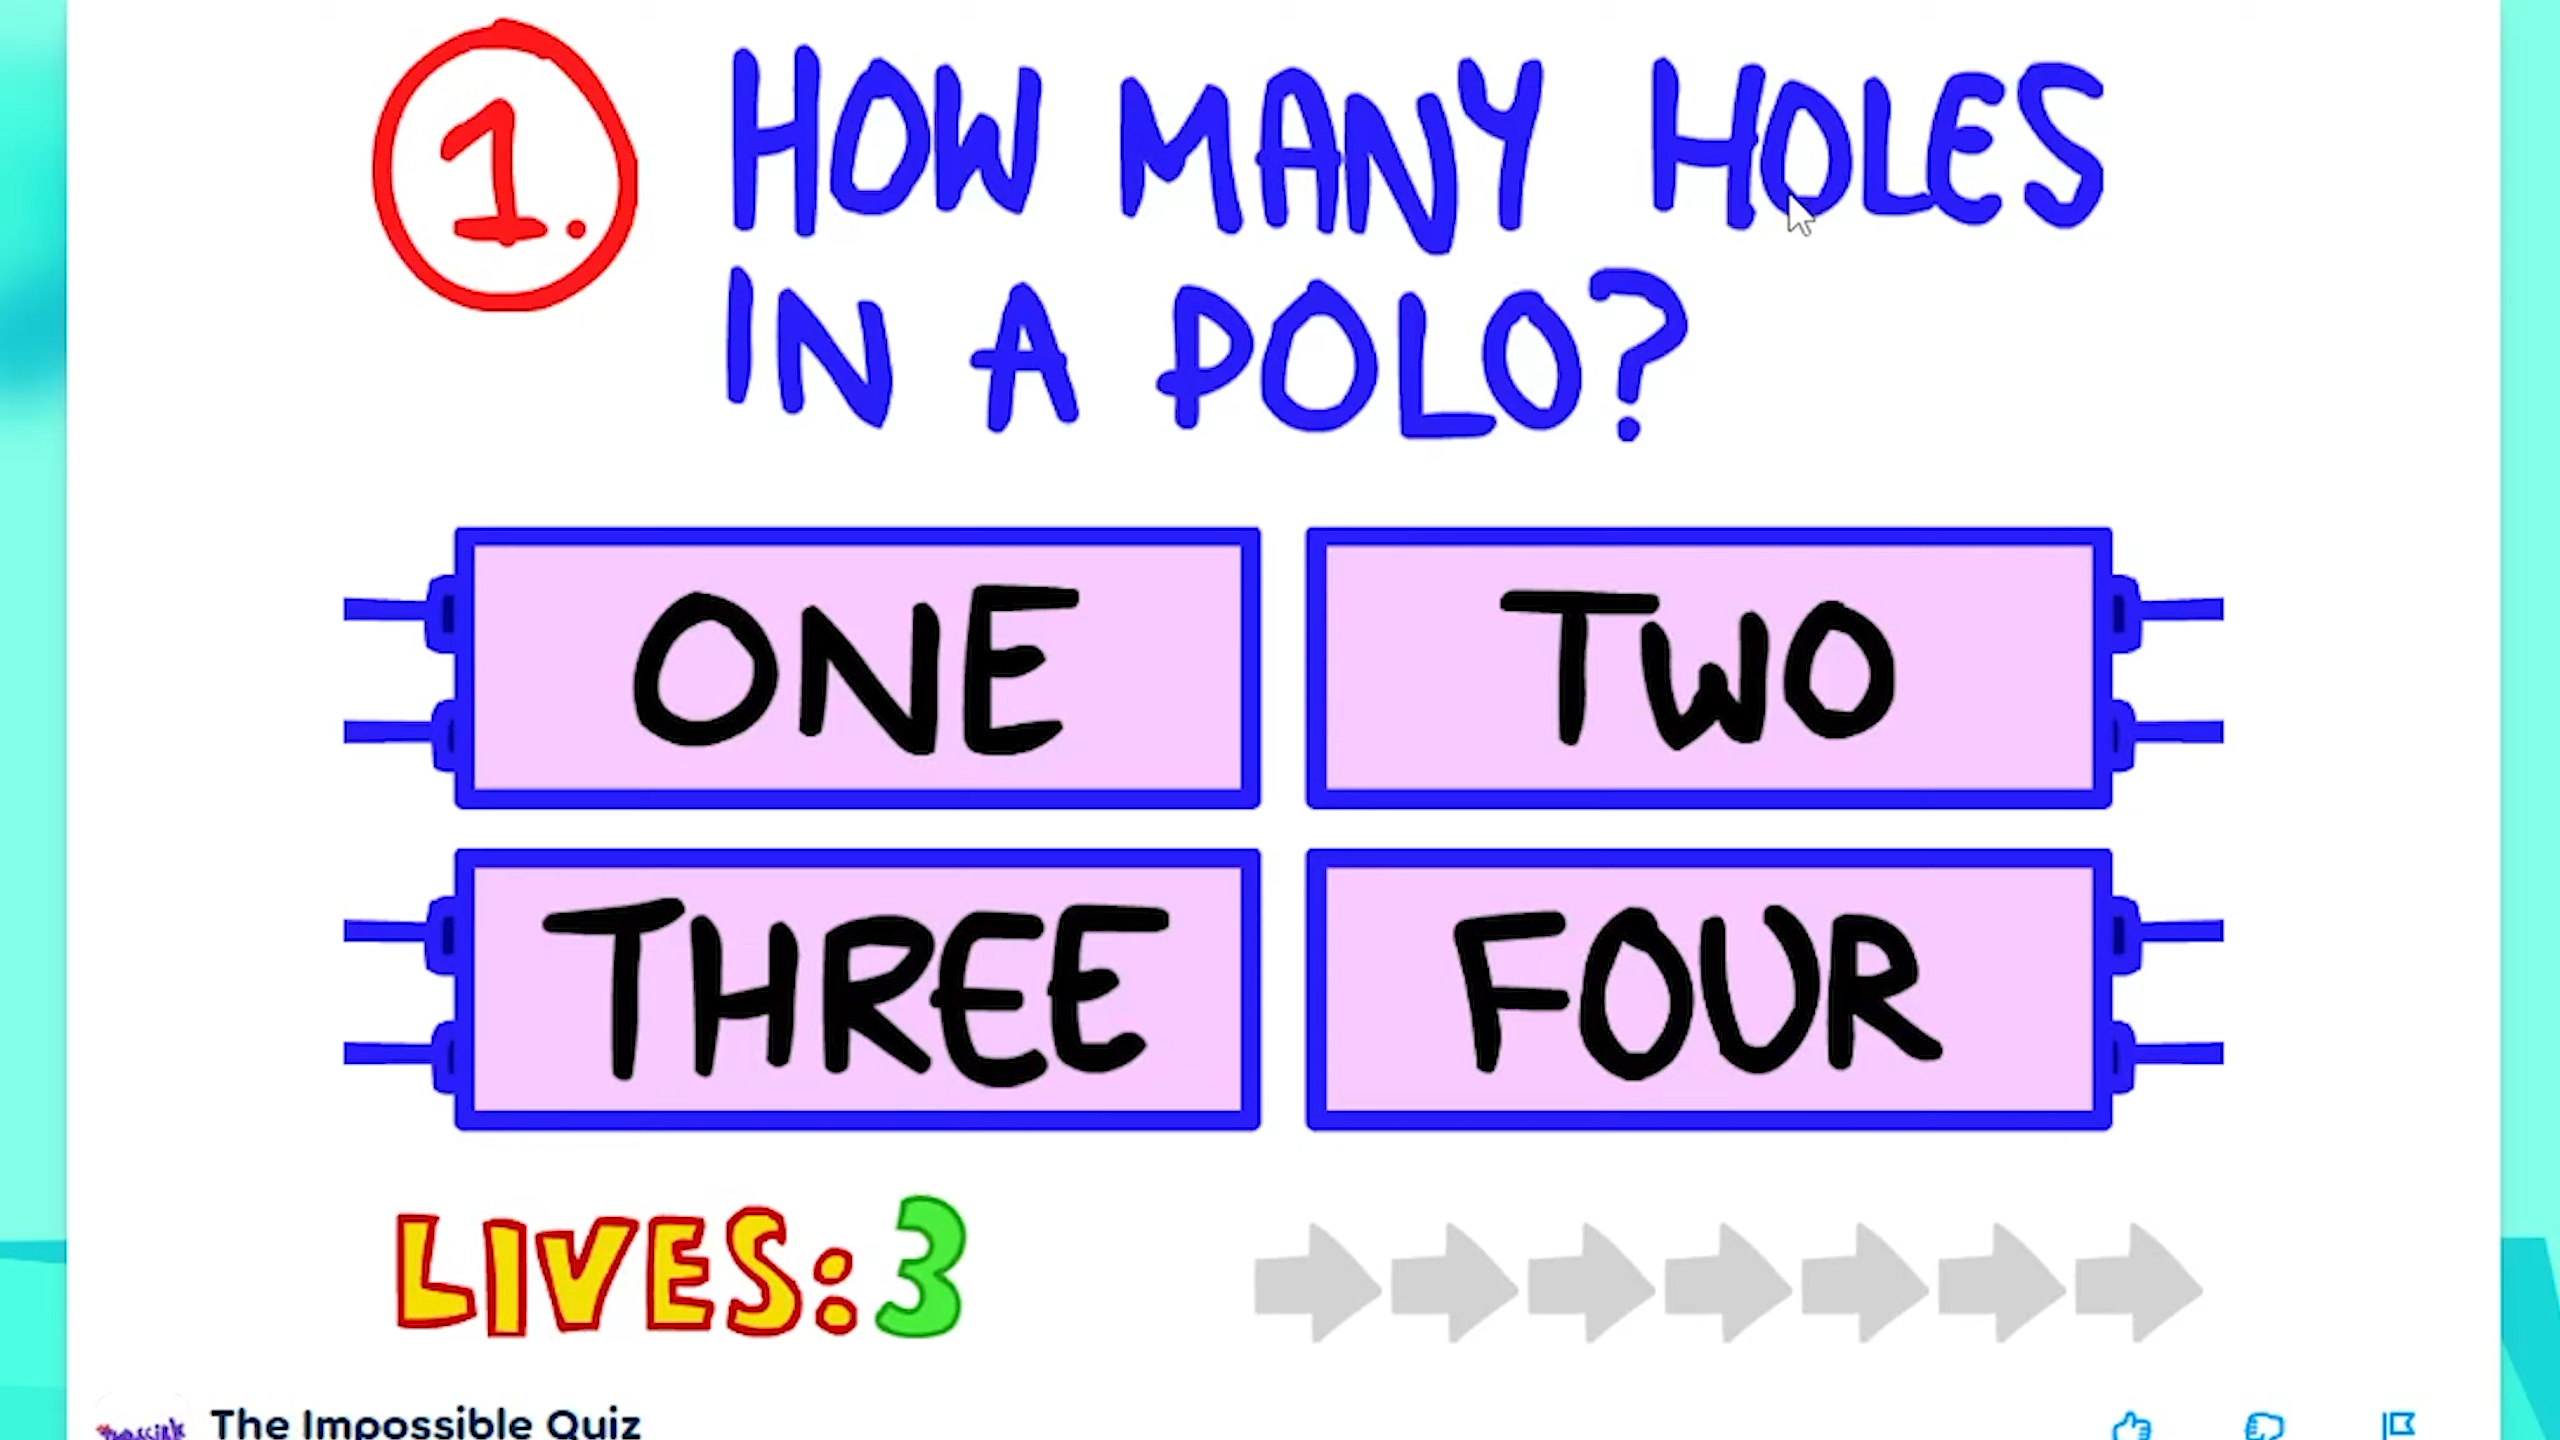 1. HOW MANY HOLES
IN A POLO?
ONE
TWO
THREE
FOUR
LIVES: 3
The Impossible Quiz